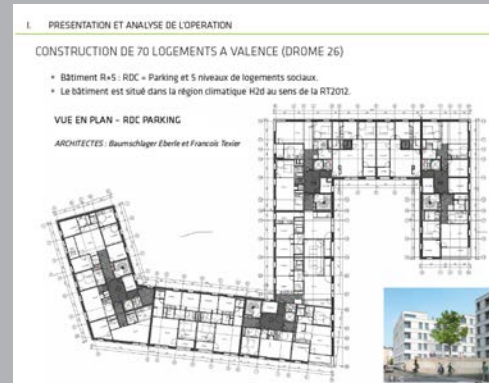 I. PRESENTATION ET ANALYSE DE L'OPERATION
CONSTRUCTION DE 70 LOGEMENTS A VALENCE (DROME 26)
• Bâtiment R+5 : RDC = Parking et 5 niveaux de logements sociaux.
• Le bâtiment est situé dans la région climatique H2d au sens de la RT2012.
VUE EN PLAN – RDC PARKING
ARCHITECTES : Baumschlager Eberle et Francois Texier